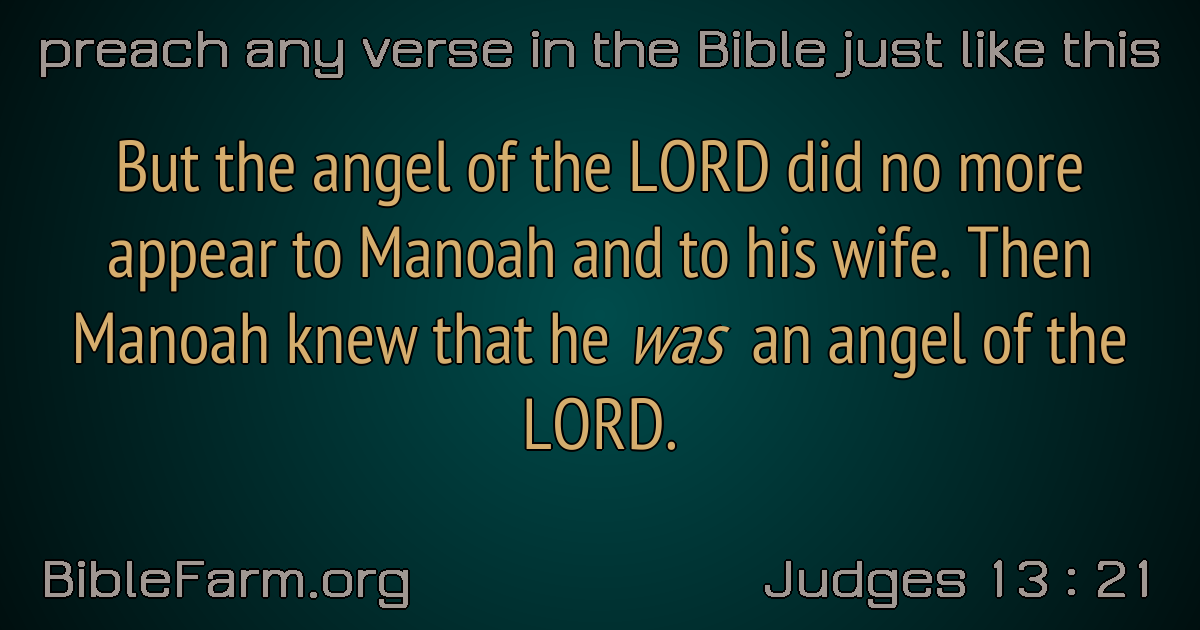 preach any verse in the Bible just like this
But the angel of the LORD did no more
appear to Manoah and to his wife. Then
Manoah knew that he was an angel of the
LORD.
BibleFarm.org
Judges 13 : 21